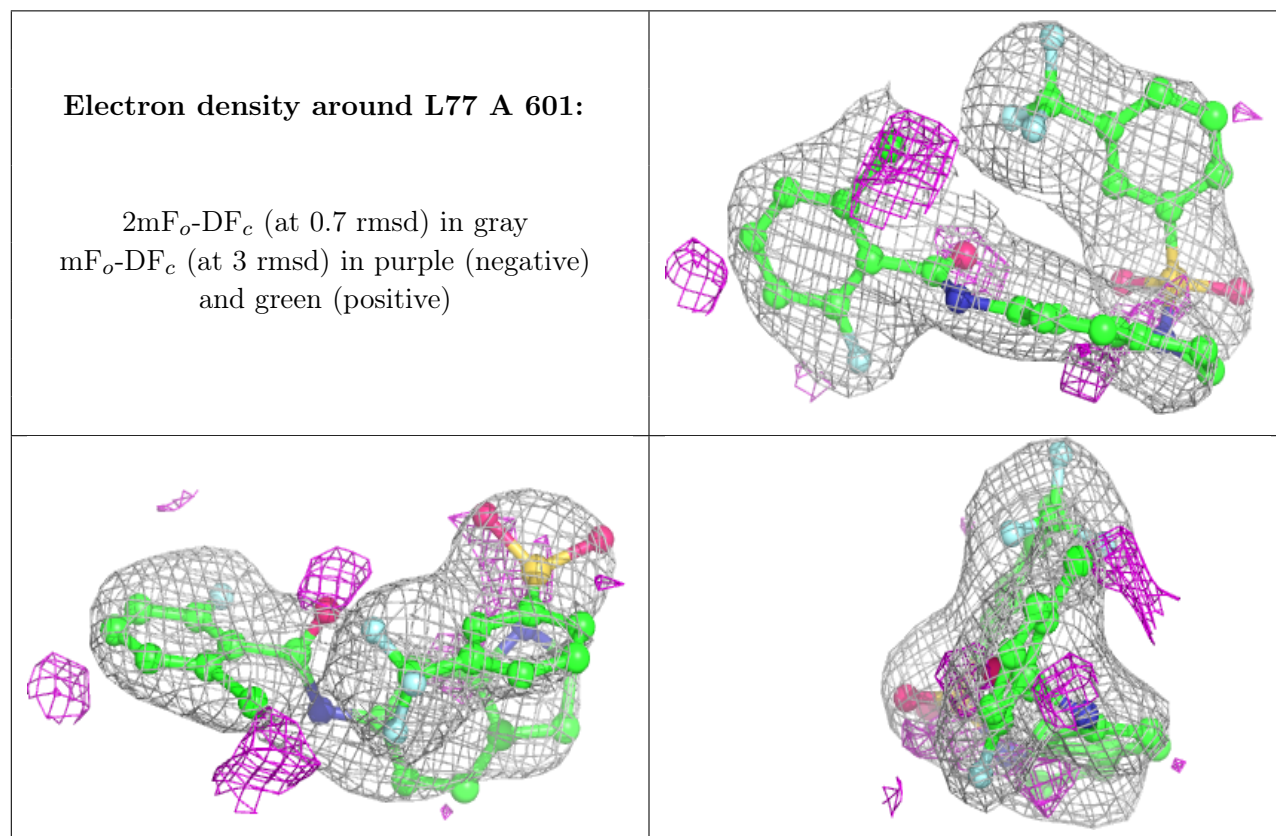 Electron density around L77 A 601:
2mFo-DFc (at 0.7 rmsd) in gray
mFo-DFc (at 3 rmsd) in purple (negative)
and green (positive)